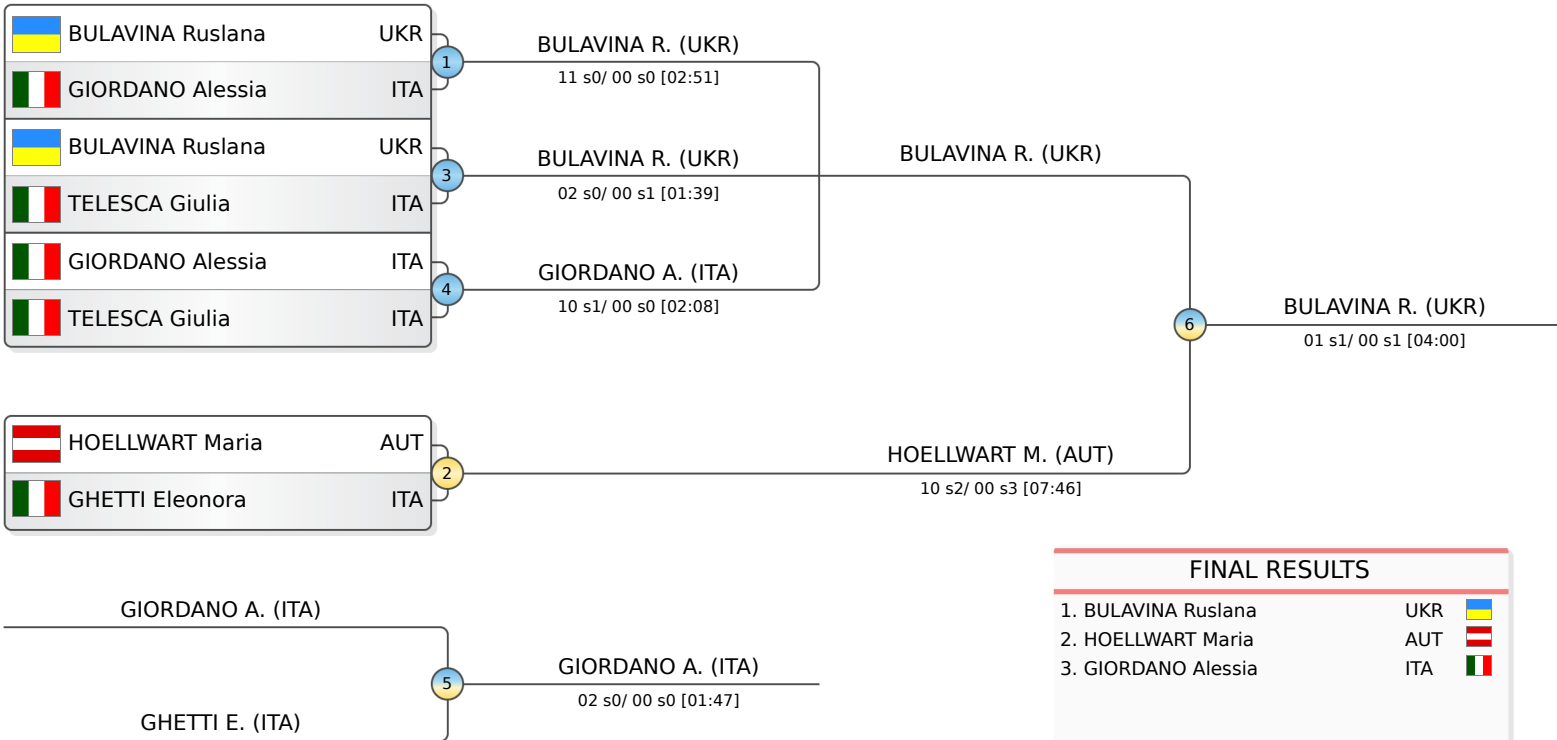 BULAVINA Ruslana UKR
GIORDANO Alessia ITA
1
BULAVINA R. (UKR)
11 s0/ 00 s0 [02:51]
BULAVINA Ruslana UKR
TELESCA Giulia ITA
3
BULAVINA R. (UKR)
02 s0/ 00 s1 [01:39]
GIORDANO Alessia ITA
TELESCA Giulia ITA
4
GIORDANO A. (ITA)
10 s1/ 00 s0 [02:08]
BULAVINA R. (UKR)
HOELLWART Maria AUT
GHETTI Eleonora ITA
2
HOELLWART M. (AUT)
10 s2/ 00 s3 [07:46]
6
BULAVINA R. (UKR)
01 s1/ 00 s1 [04:00]
GIORDANO A. (ITA)
GHETTI E. (ITA)
5
GIORDANO A. (ITA)
02 s0/ 00 s0 [01:47]
FINAL RESULTS
1. BULAVINA Ruslana UKR
2. HOELLWART Maria AUT
3. GIORDANO Alessia ITA